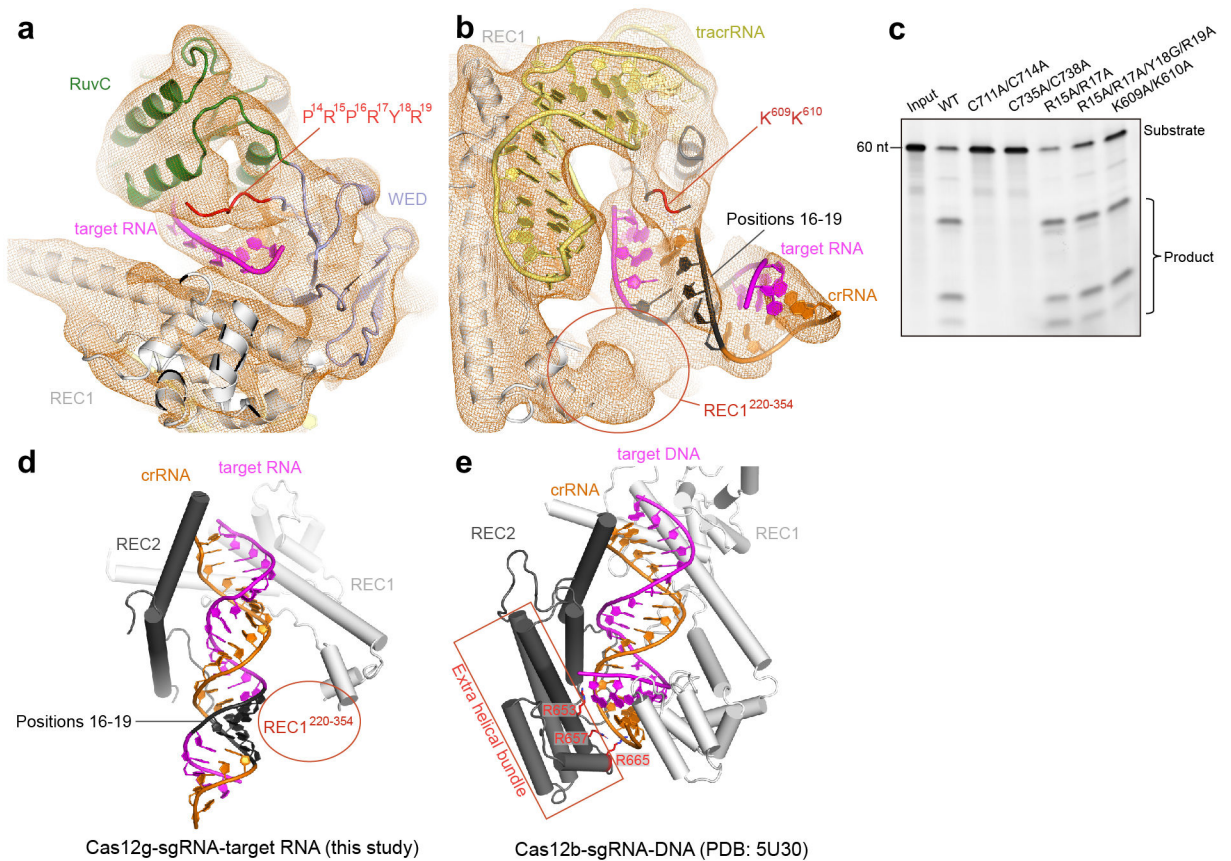 a
RuvC
P¹⁴R¹⁵P¹⁶R¹⁷Y¹⁸R¹⁹
WED
target RNA
REC1
b
REC1
tracrRNA
K⁶⁰⁹K⁶¹⁰
Positions 16-19
target RNA
crRNA
REC1²²⁰⁻³⁵⁴
c
Input
WT
C711A/C714A
C735A/C738A
R15A/R17A
R15A/R17A/Y18G/R19A
K609A/K610A
60 nt
Substrate
Product
d
target RNA
crRNA
REC2
REC1
Positions 16-19
REC1²²⁰⁻³⁵⁴
Cas12g-sgRNA-target RNA (this study)
e
target DNA
crRNA
REC2
REC1
Extra helical bundle
R653
R657
R665
Cas12b-sgRNA-DNA (PDB: 5U30)